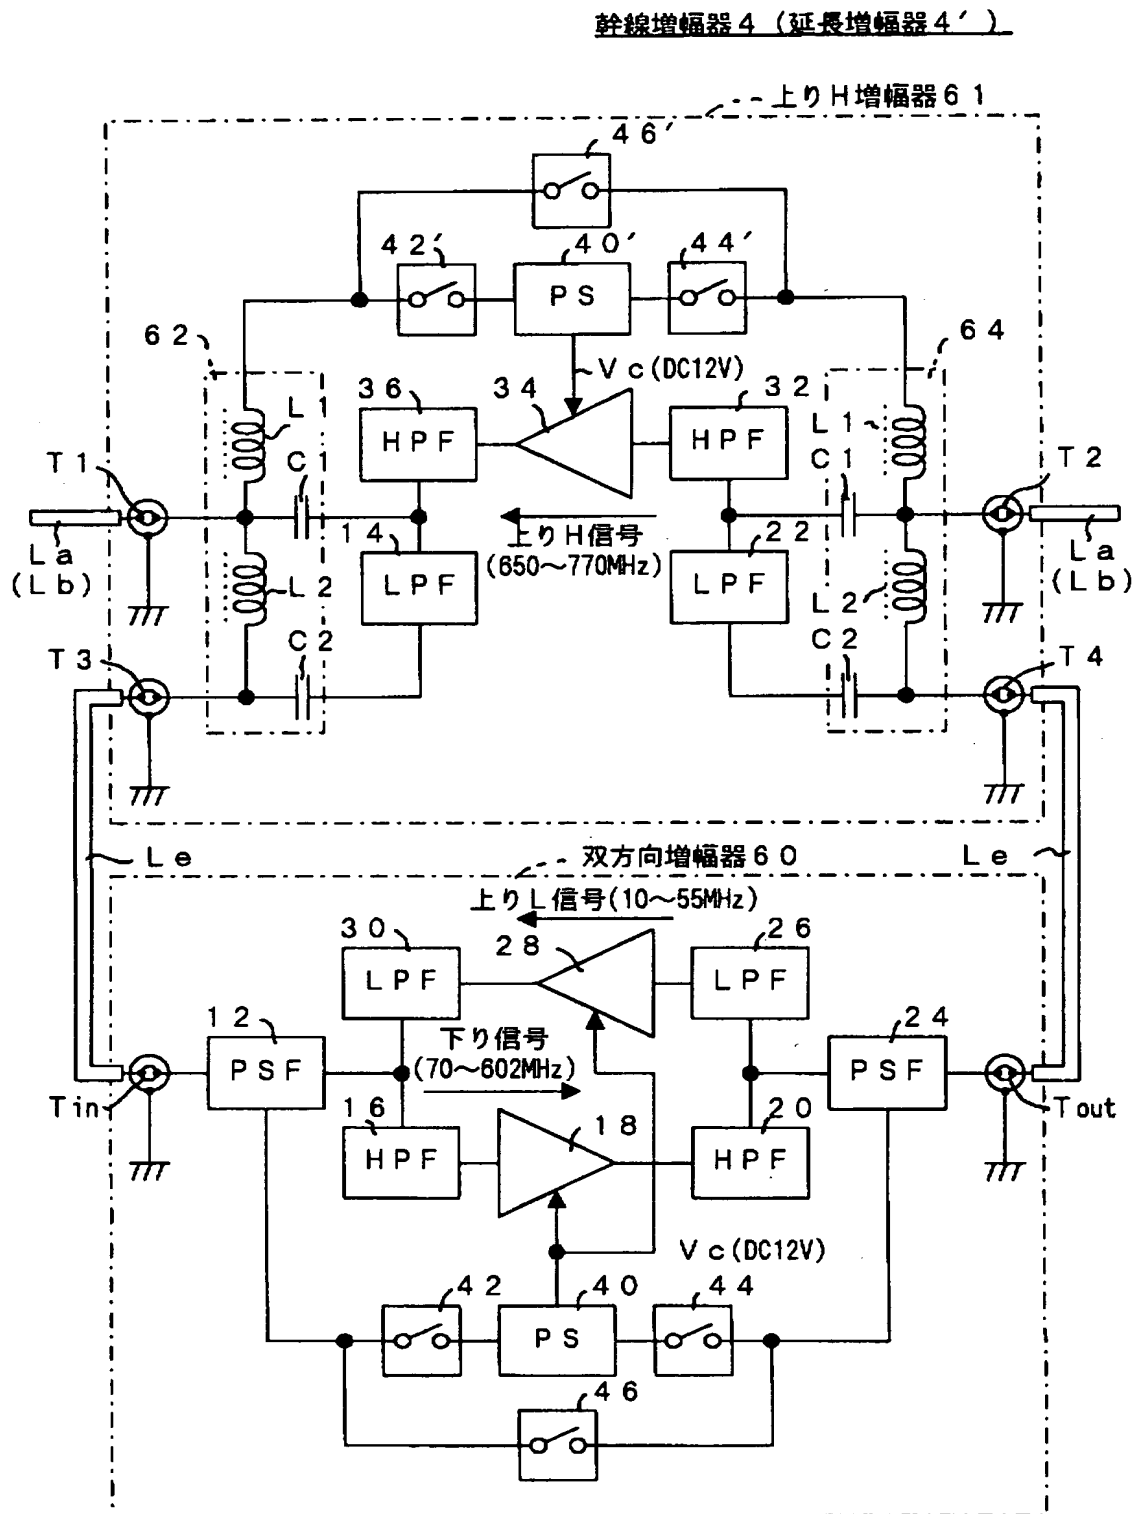 幹線増幅器4(延長増幅器4′)
上りH増幅器61
46′
42′
40′
44′
PS
62
64
Vc(DC12V)
36
34
32
HPF
HPF
L1
L1
C1
C1
T1
T2
14
22
上りH信号
(650~770MHz)
La
(Lb)
La
(Lb)
LPF
LPF
L2
L2
C2
C2
T3
T4
Le
Le
双方向増幅器60
上りL信号(10~55MHz)
30
28
26
LPF
LPF
12
24
下り信号
(70~602MHz)
PSF
PSF
Tin
Tout
16
18
20
HPF
HPF
Vc(DC12V)
42
40
44
PS
46